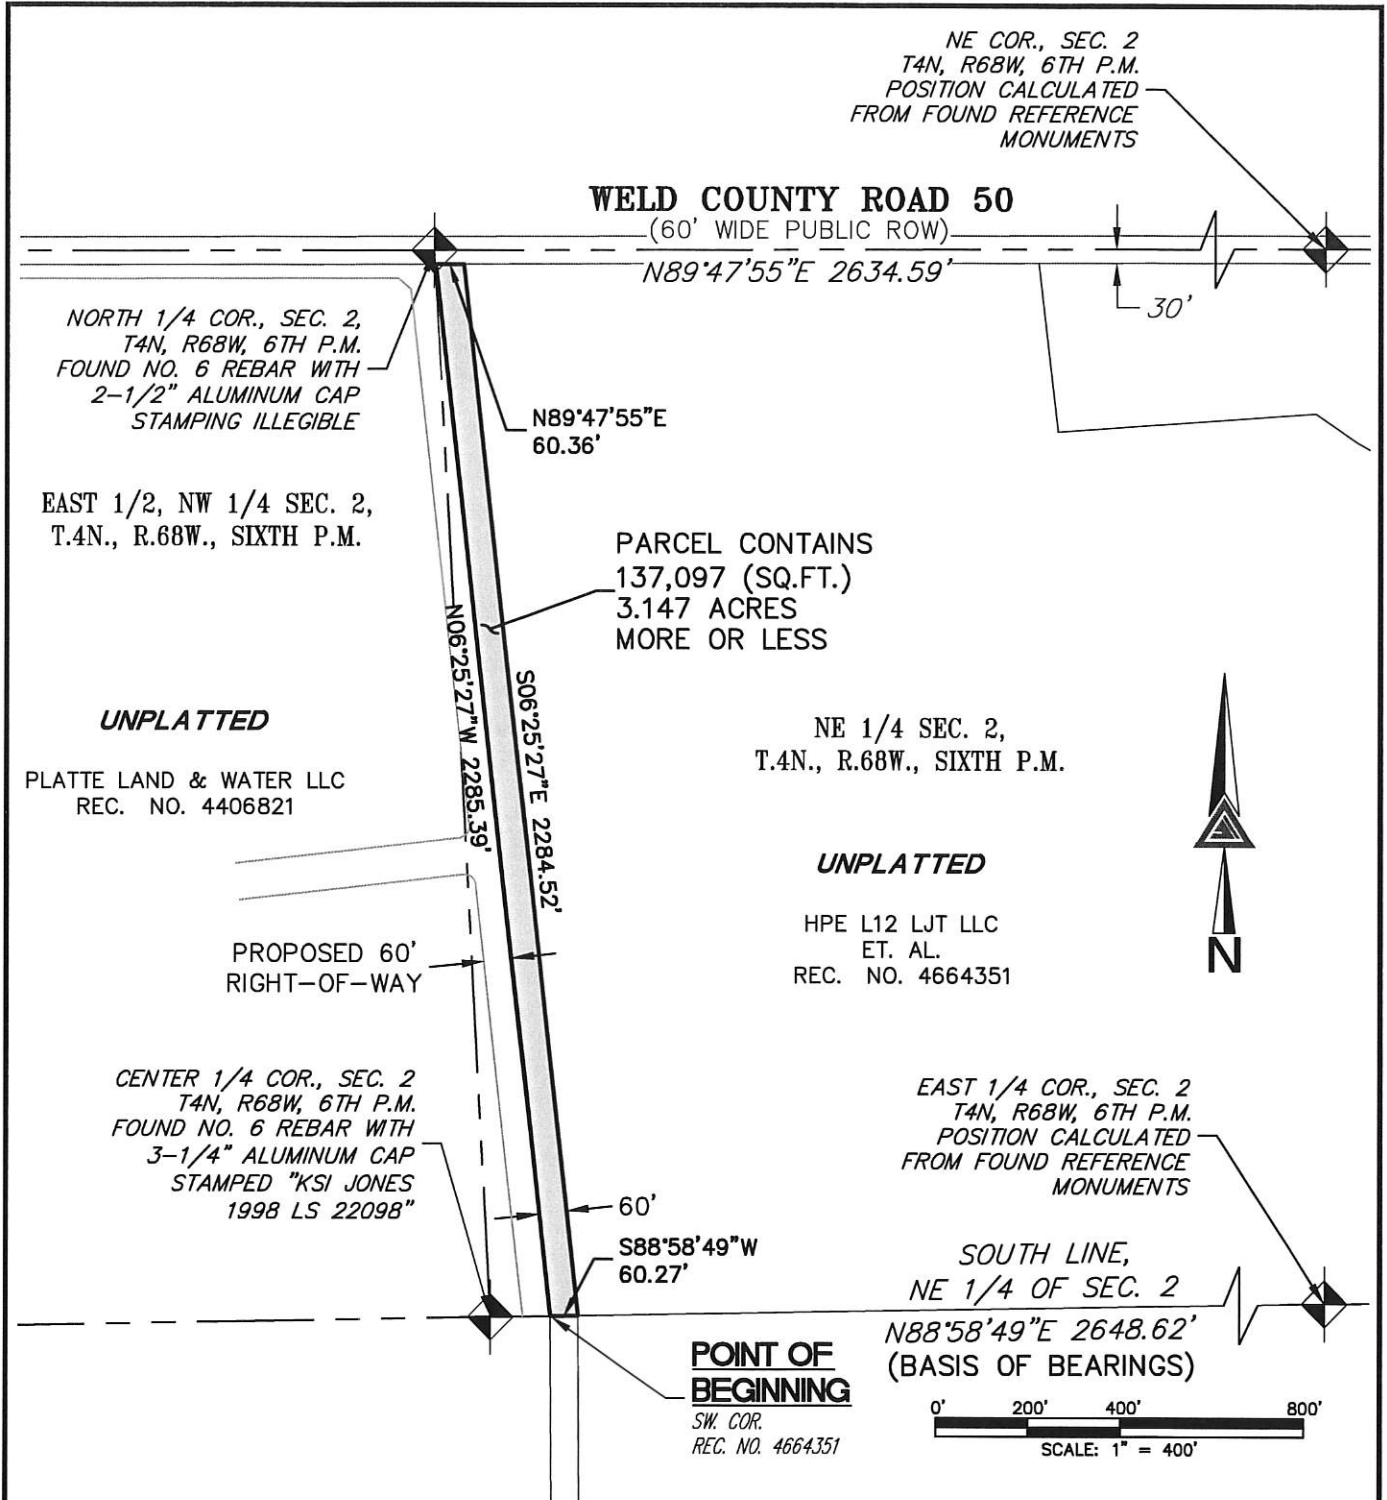 NE COR., SEC. 2
T4N, R68W, 6TH P.M.
POSITION CALCULATED
FROM FOUND REFERENCE
MONUMENTS
WELD COUNTY ROAD 50
(60' WIDE PUBLIC ROW)
N89°47'55"E 2634.59'
30'
NORTH 1/4 COR., SEC. 2,
T4N, R68W, 6TH P.M.
FOUND NO. 6 REBAR WITH
2-1/2" ALUMINUM CAP
STAMPING ILLEGIBLE
N89°47'55"E
60.36'
EAST 1/2, NW 1/4 SEC. 2,
T.4N., R.68W., SIXTH P.M.
PARCEL CONTAINS
137,097 (SQ.FT.)
3.147 ACRES
MORE OR LESS
N06°25'27"W 2285.39'
S06°25'27"E 2284.52'
UNPLATTED
PLATTE LAND & WATER LLC
REC. NO. 4406821
NE 1/4 SEC. 2,
T.4N., R.68W., SIXTH P.M.
UNPLATTED
HPE L12 LJT LLC
ET. AL.
REC. NO. 4664351
N
PROPOSED 60'
RIGHT-OF-WAY
CENTER 1/4 COR., SEC. 2
T4N, R68W, 6TH P.M.
FOUND NO. 6 REBAR WITH
3-1/4" ALUMINUM CAP
STAMPED "KSI JONES
1998 LS 22098"
EAST 1/4 COR., SEC. 2
T4N, R68W, 6TH P.M.
POSITION CALCULATED
FROM FOUND REFERENCE
MONUMENTS
60'
S88°58'49"W
60.27'
SOUTH LINE,
NE 1/4 OF SEC. 2
N88°58'49"E 2648.62'
(BASIS OF BEARINGS)
POINT OF
BEGINNING
SW. COR.
REC. NO. 4664351
0' 200' 400' 800'
SCALE: 1" = 400'